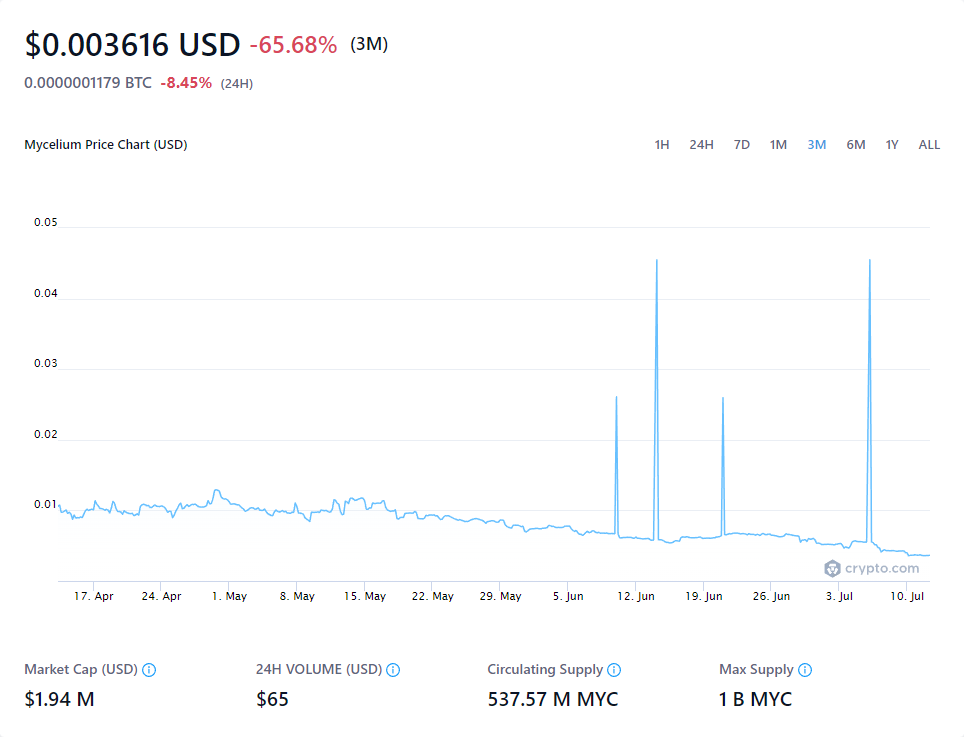 $0.003616 USD -65.68% (3M)
0.0000001179 BTC -8.45% (24H)
Mycelium Price Chart (USD) 1H 24H 7D 1M 3M 6M 1Y ALL
0.05
0.04
0.03
0.02
0.01
crypto.com
17. Apr 24. Apr 1. May 8. May 15. May 22. May 29. May 5. Jun 12. Jun 19. Jun 26. Jun 3. Jul 10. Jul
Market Cap (USD) 24H VOLUME (USD) Circulating Supply Max Supply
$1.94 M $65 537.57 M MYC 1 B MYC